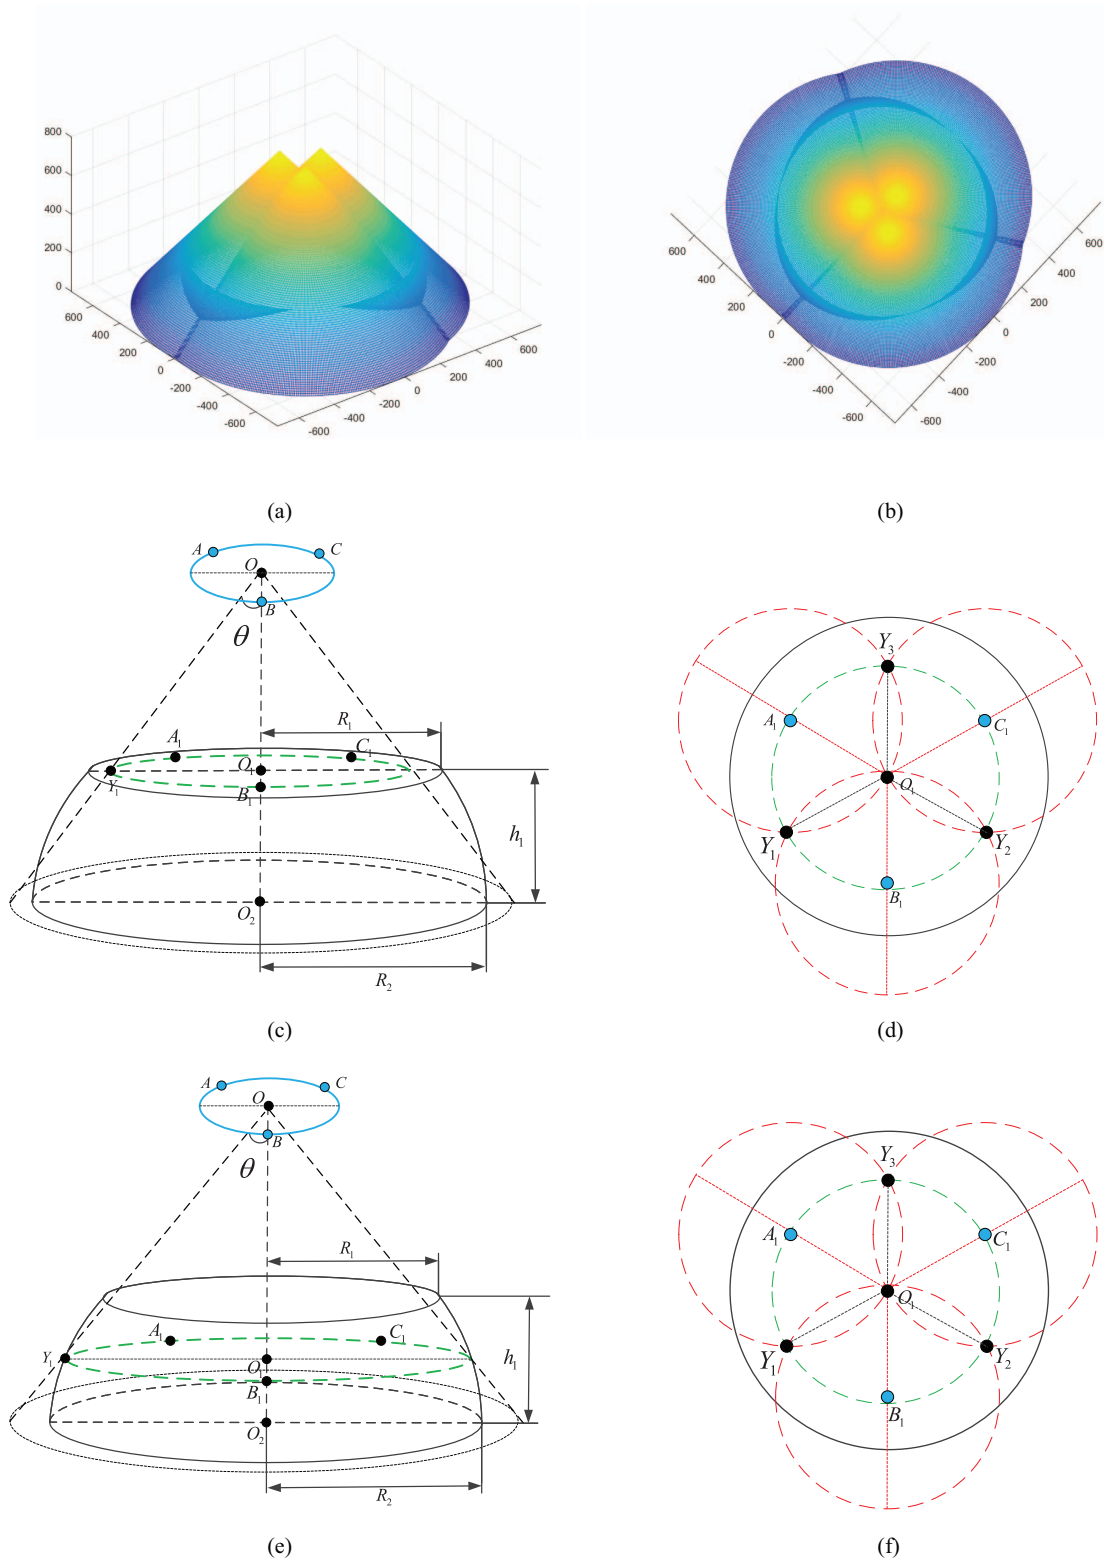 800
600
400
200
0
600
400
200
0
-200
-400
-600
-600
-400
-200
0
200
400
600
600
400
200
0
-200
-400
-600
600
400
200
0
-200
-400
-600
(a)
(b)
A
C
O
B
θ
R₁
A₁
C₁
Y₁
O₁
B₁
h₁
O₂
R₂
(c)
Y₃
A₁
C₁
O₁
Y₁
Y₂
B₁
(d)
A
C
O
B
θ
R₁
A₁
C₁
Y₁
O₁
B₁
h₁
O₂
R₂
(e)
Y₃
A₁
C₁
O₁
Y₁
Y₂
B₁
(f)